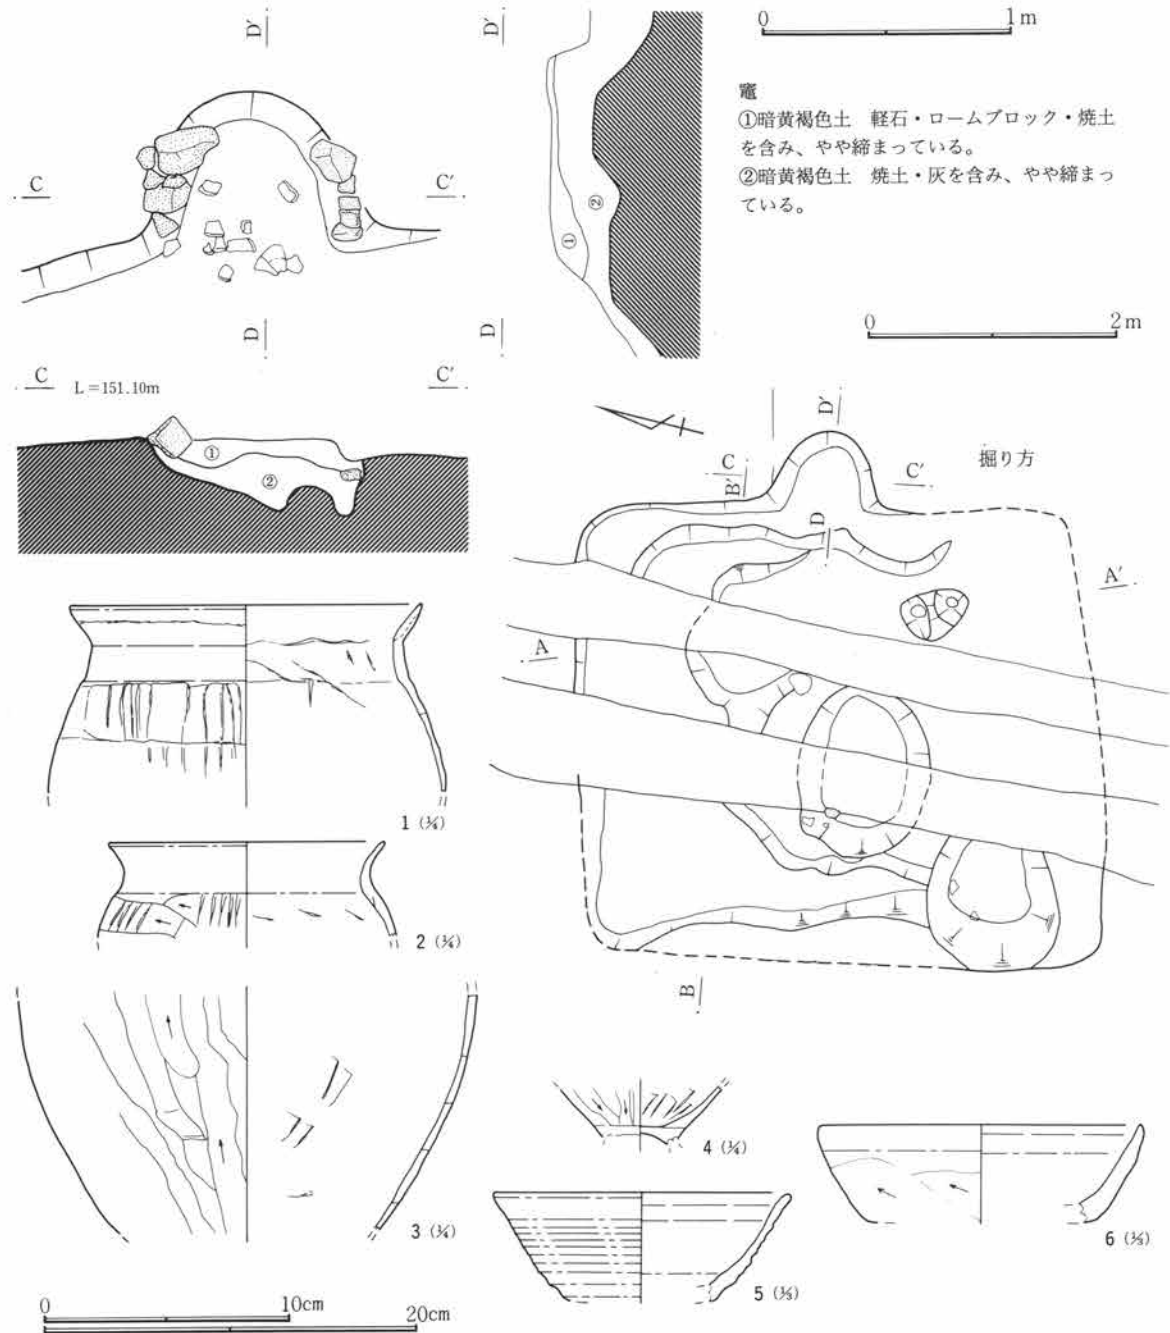 D′
D′
0 1m
竈
①暗黄褐色土 軽石・ロームブロック・焼土
を含み、やや締まっている。
②暗黄褐色土 焼土・灰を含み、やや締まっ
ている。
C
C′
②
①
D
D
0 2m
C
L=151.10m
C′
①
②
D′
掘り方
C
B′
C′
D
A′
A
B
1 (¼)
2 (¼)
3 (¼)
4 (¼)
5 (⅓)
6 (⅓)
0 10cm
20cm